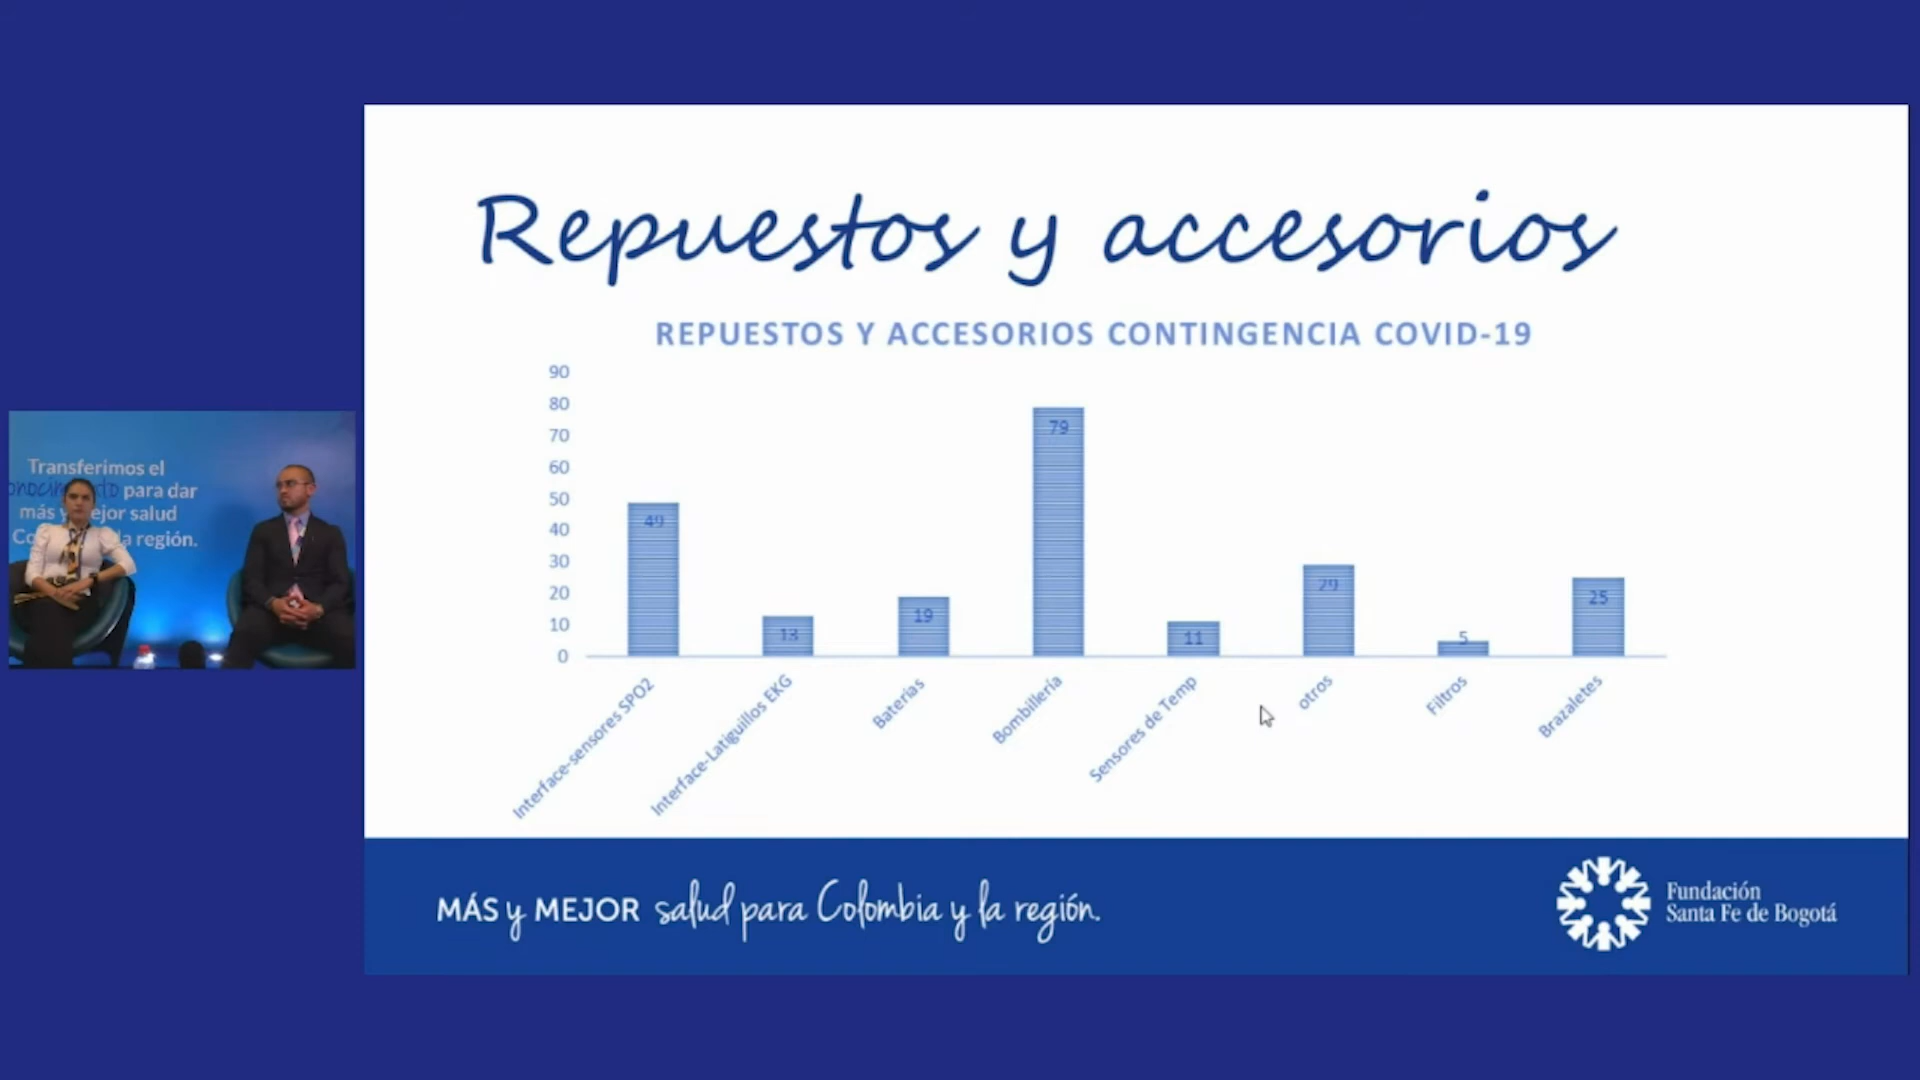 Repuestos y accesorios
REPUESTOS Y ACCESORIOS CONTINGENCIA COVID-19
90
80
70
60
50
40
30
20
10
0
49
13
19
79
11
29
5
25
Interface-sensores SPO2
Interface-Latiguillos EKG
Baterias
Bombillería
Sensores de Temp
otros
Filtros
Brazaletes
Transferimos el
para dar
más y ejor salud
la región.
MÁS y MEJOR salud para Colombia y la región.
Fundación
Santa Fe de Bogotá